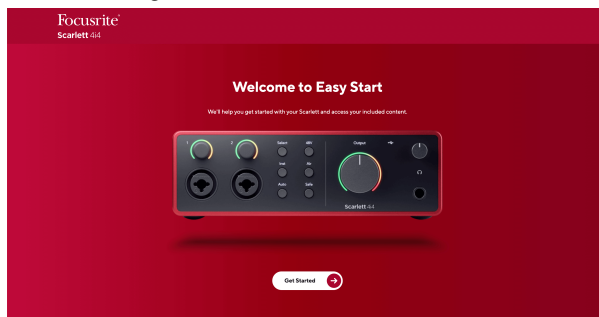 Focusrite®
Scarlett 4i4
Welcome to Easy Start
We'll help you get started with your Scarlett and access your included content.
1 2 Select 48V Output
Inst Air
Auto Safe
Scarlett 4i4
Get Started